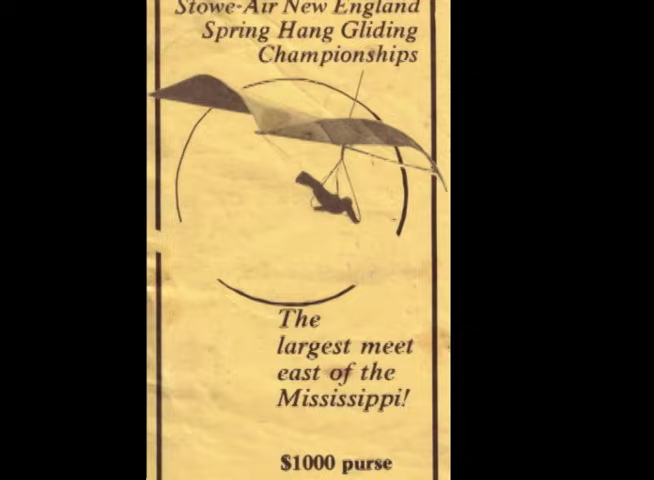 Stowe-Air New England
Spring Hang Gliding
Championships
The
largest meet
east of the
Mississippi!
$1000 purse